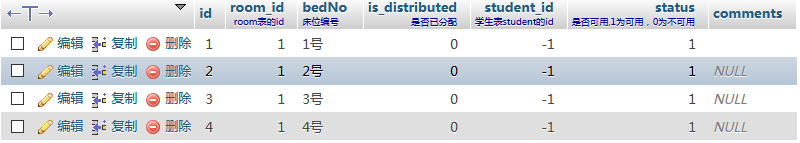 ←T→ id room_id bedNo is_distributed student_id status comments
room表的id 床位编号 是否已分配 学生表student的id 是否可用,1为可用，0为不可用
编辑 复制 删除 1 1 1号 0 -1 1
编辑 复制 删除 2 1 2号 0 -1 1 NULL
编辑 复制 删除 3 1 3号 0 -1 1 NULL
编辑 复制 删除 4 1 4号 0 -1 1 NULL